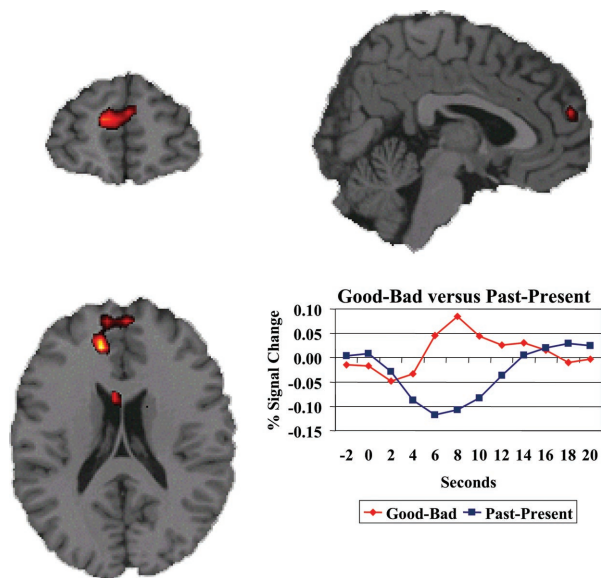 Good-Bad versus Past-Present
% Signal Change
0.10
0.05
0.00
-0.05
-0.10
-0.15
-2 0 2 4 6 8 10 12 14 16 18 20
Seconds
Good-Bad Past-Present